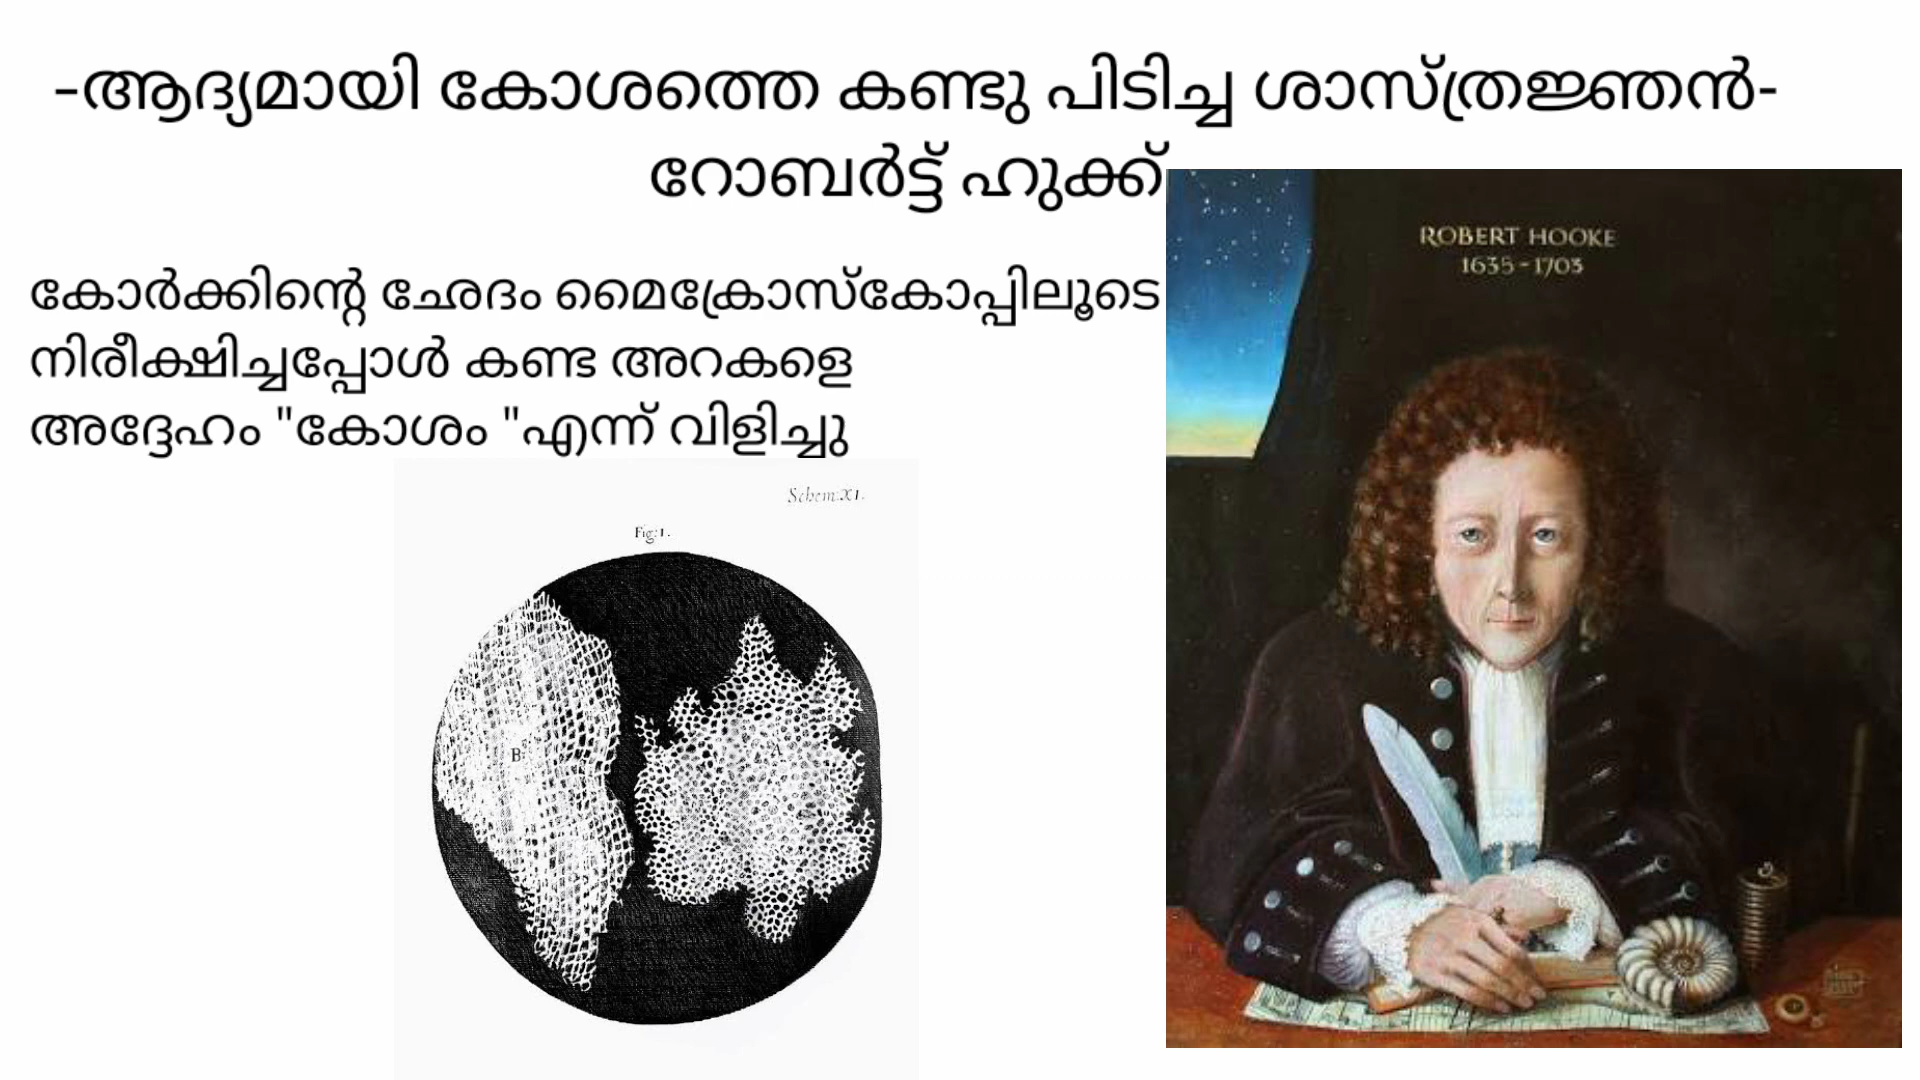 -ആദ്യമായി കോശത്തെ കണ്ടു പിടിച്ച ശാസ്ത്രജ്ഞൻ-
റോബർട്ട് ഹുക്ക്
കോർക്കിന്റെ ഛേദം മൈക്രോസ്കോപ്പിലൂടെ
നിരീക്ഷിച്ചപ്പോൾ കണ്ട അറകളെ
അദ്ദേഹം "കോശം "എന്ന് വിളിച്ചു
Schem:XI.
Fig:1.
B
A
ROBERT HOOKE
1635-1703